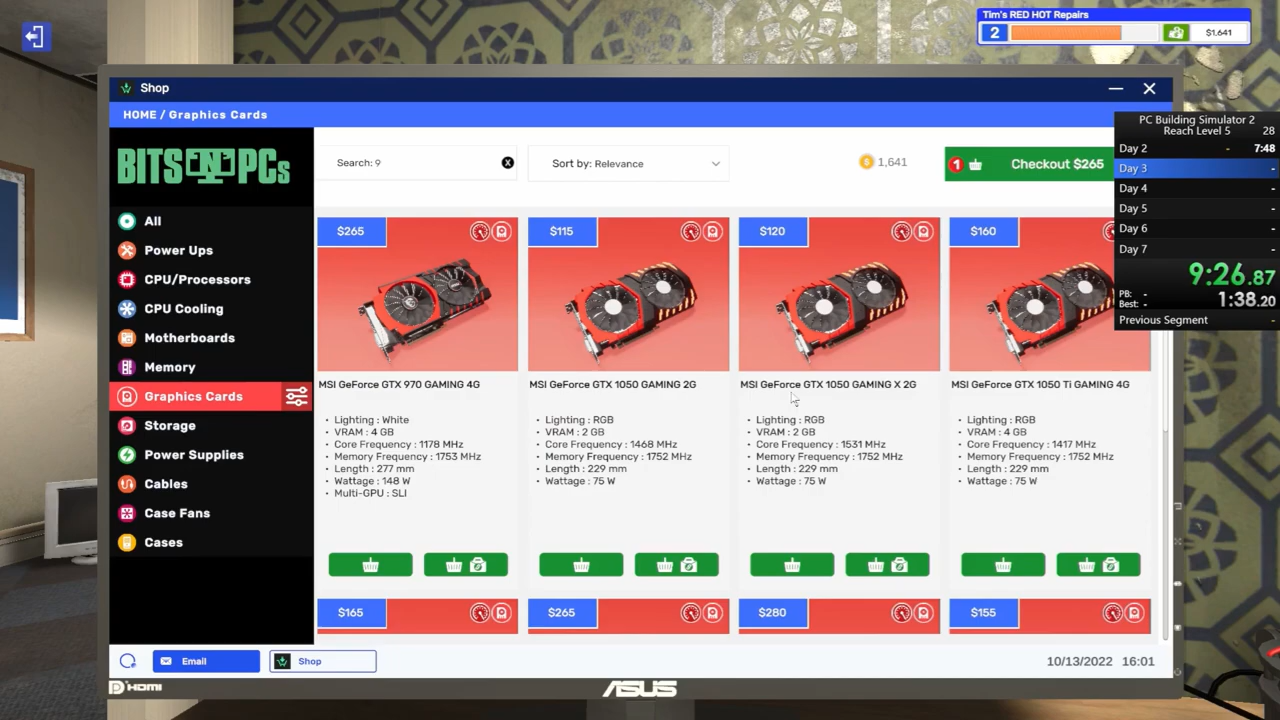 Tim's RED HOT Repairs
2
$1,641
Shop
HOME / Graphics Cards
PC Building Simulator 2
Reach Level 5
28
Day 2 - 7:48
Day 3 -
Day 4 -
Day 5 -
Day 6 -
Day 7 -
9:26.87
PB: -
Best: -
1:38.20
Previous Segment -
BITS N PCs
Search: 9
Sort by: Relevance
1,641
1
Checkout $265
All
Power Ups
CPU/Processors
CPU Cooling
Motherboards
Memory
Graphics Cards
Storage
Power Supplies
Cables
Case Fans
Cases
$265
MSI GeForce GTX 970 GAMING 4G
• Lighting : White
• VRAM : 4 GB
• Core Frequency : 1178 MHz
• Memory Frequency : 1753 MHz
• Length : 277 mm
• Wattage : 148 W
• Multi-GPU : SLI
$115
MSI GeForce GTX 1050 GAMING 2G
• Lighting : RGB
• VRAM : 2 GB
• Core Frequency : 1468 MHz
• Memory Frequency : 1752 MHz
• Length : 229 mm
• Wattage : 75 W
$120
MSI GeForce GTX 1050 GAMING X 2G
• Lighting : RGB
• VRAM : 2 GB
• Core Frequency : 1531 MHz
• Memory Frequency : 1752 MHz
• Length : 229 mm
• Wattage : 75 W
$160
MSI GeForce GTX 1050 Ti GAMING 4G
• Lighting : RGB
• VRAM : 4 GB
• Core Frequency : 1417 MHz
• Memory Frequency : 1752 MHz
• Length : 229 mm
• Wattage : 75 W
$165
$265
$280
$155
Email
Shop
10/13/2022 16:01
HDMI
ASUS